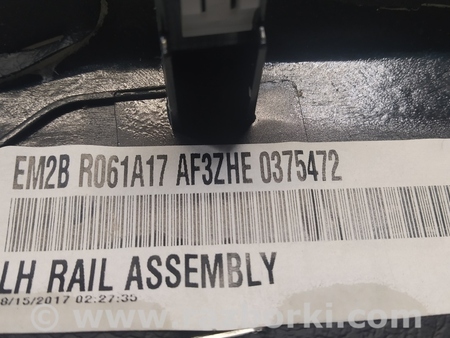 EM2B R061A17 AF3ZHE 0375472
LH RAIL ASSEMBLY
8/15/2017 02:27:35